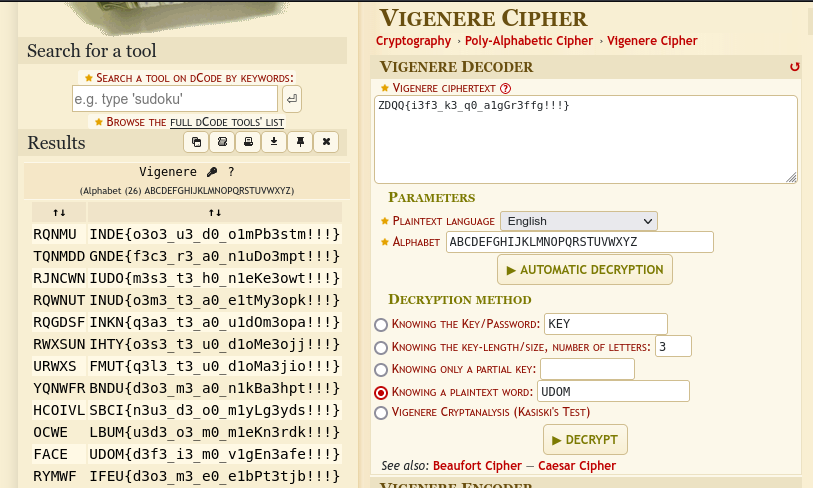 Search for a tool
★ Search a tool on dCode by keywords:
e.g. type 'sudoku'
★ Browse the full dCode tools' list
Results
Vigenere ?
(Alphabet (26) ABCDEFGHIJKLMNOPQRSTUVWXYZ)
↑↓ ↑↓
RQNMU INDE{o3o3_u3_d0_o1mPb3stm!!!}
TQNMDD GNDE{f3c3_r3_a0_n1uDo3mpt!!!}
RJNCWN IUDO{m3s3_t3_h0_n1eKe3owt!!!}
RQWNUT INUD{o3m3_t3_a0_e1tMy3opk!!!}
RQGDSF INKN{q3a3_t3_a0_u1dOm3opa!!!}
RWXSUN IHTY{o3s3_t3_u0_d1oMe3ojj!!!}
URWXS FMUT{q3l3_t3_u0_d1oMa3jio!!!}
YQNWFR BNDU{d3o3_m3_a0_n1kBa3hpt!!!}
HCOIVL SBCI{n3u3_d3_o0_m1yLg3yds!!!}
OCWE LBUM{u3d3_o3_m0_m1eKn3rdk!!!}
FACE UDOM{d3f3_i3_m0_v1gEn3afe!!!}
RYMWF IFEU{d3o3_m3_e0_e1bPt3tjb!!!}
Vigenere Cipher
Cryptography › Poly-Alphabetic Cipher › Vigenere Cipher
Vigenere Decoder
★ Vigenere ciphertext ?
ZDQQ{i3f3_k3_q0_a1gGr3ffg!!!}
Parameters
★ Plaintext language English
★ Alphabet ABCDEFGHIJKLMNOPQRSTUVWXYZ
▶ Automatic Decryption
Decryption method
Knowing the Key/Password: KEY
Knowing the key-length/size, number of letters: 3
Knowing only a partial key:
Knowing a plaintext word: UDOM
Vigenere Cryptanalysis (Kasiski's Test)
▶ Decrypt
See also: Beaufort Cipher — Caesar Cipher
Vigenere Encoder